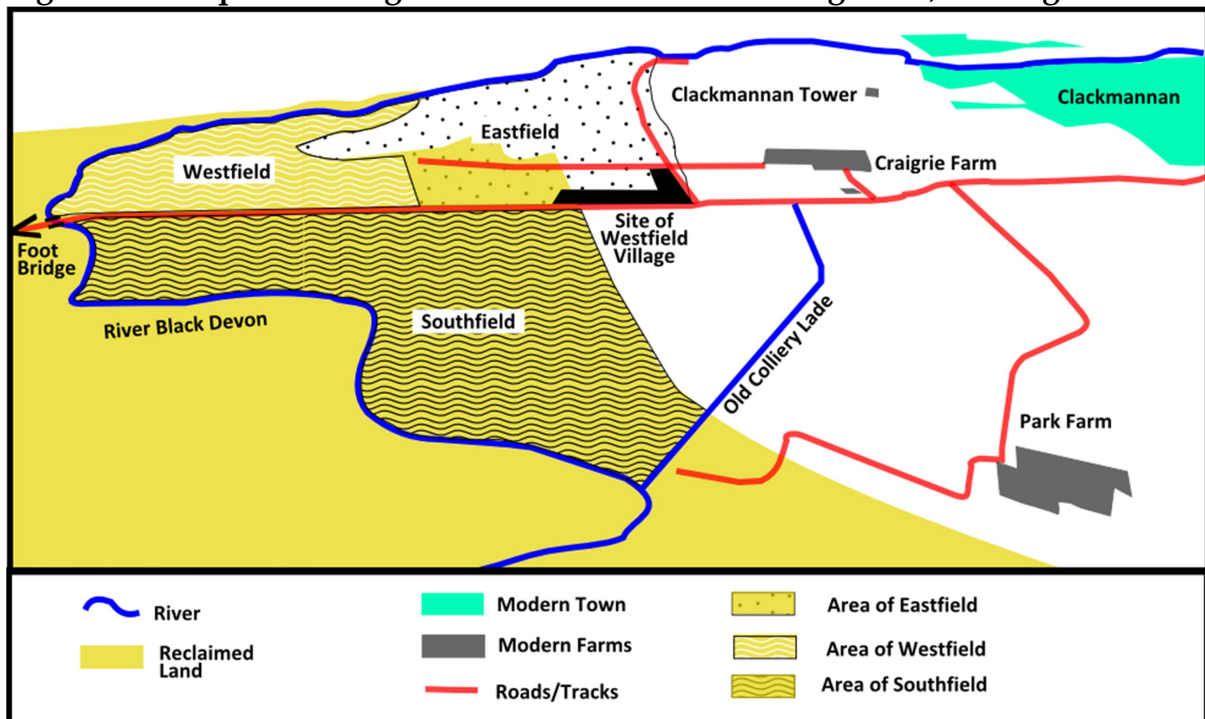 Clackmannan Tower
Clackmannan
Eastfield
Craigrie Farm
Westfield
Site of
Westfield
Village
Foot
Bridge
River Black Devon
Southfield
Old Colliery Lade
Park Farm
River
Reclaimed
Land
Modern Town
Modern Farms
Roads/Tracks
Area of Eastfield
Area of Westfield
Area of Southfield